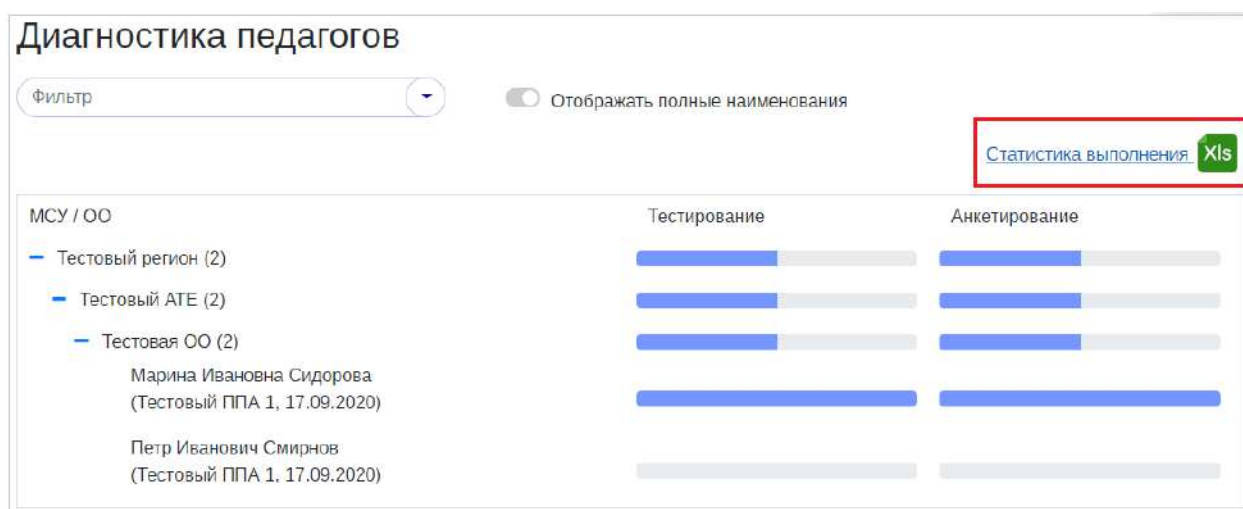 Диагностика педагогов
Фильтр
Отображать полные наименования
Статистика выполнения Xls
МСУ / ОО Тестирование Анкетирование
Тестовый регион (2)
Тестовый АТЕ (2)
Тестовая ОО (2)
Марина Ивановна Сидорова
(Тестовый ППА 1, 17.09.2020)
Петр Иванович Смирнов
(Тестовый ППА 1, 17.09.2020)